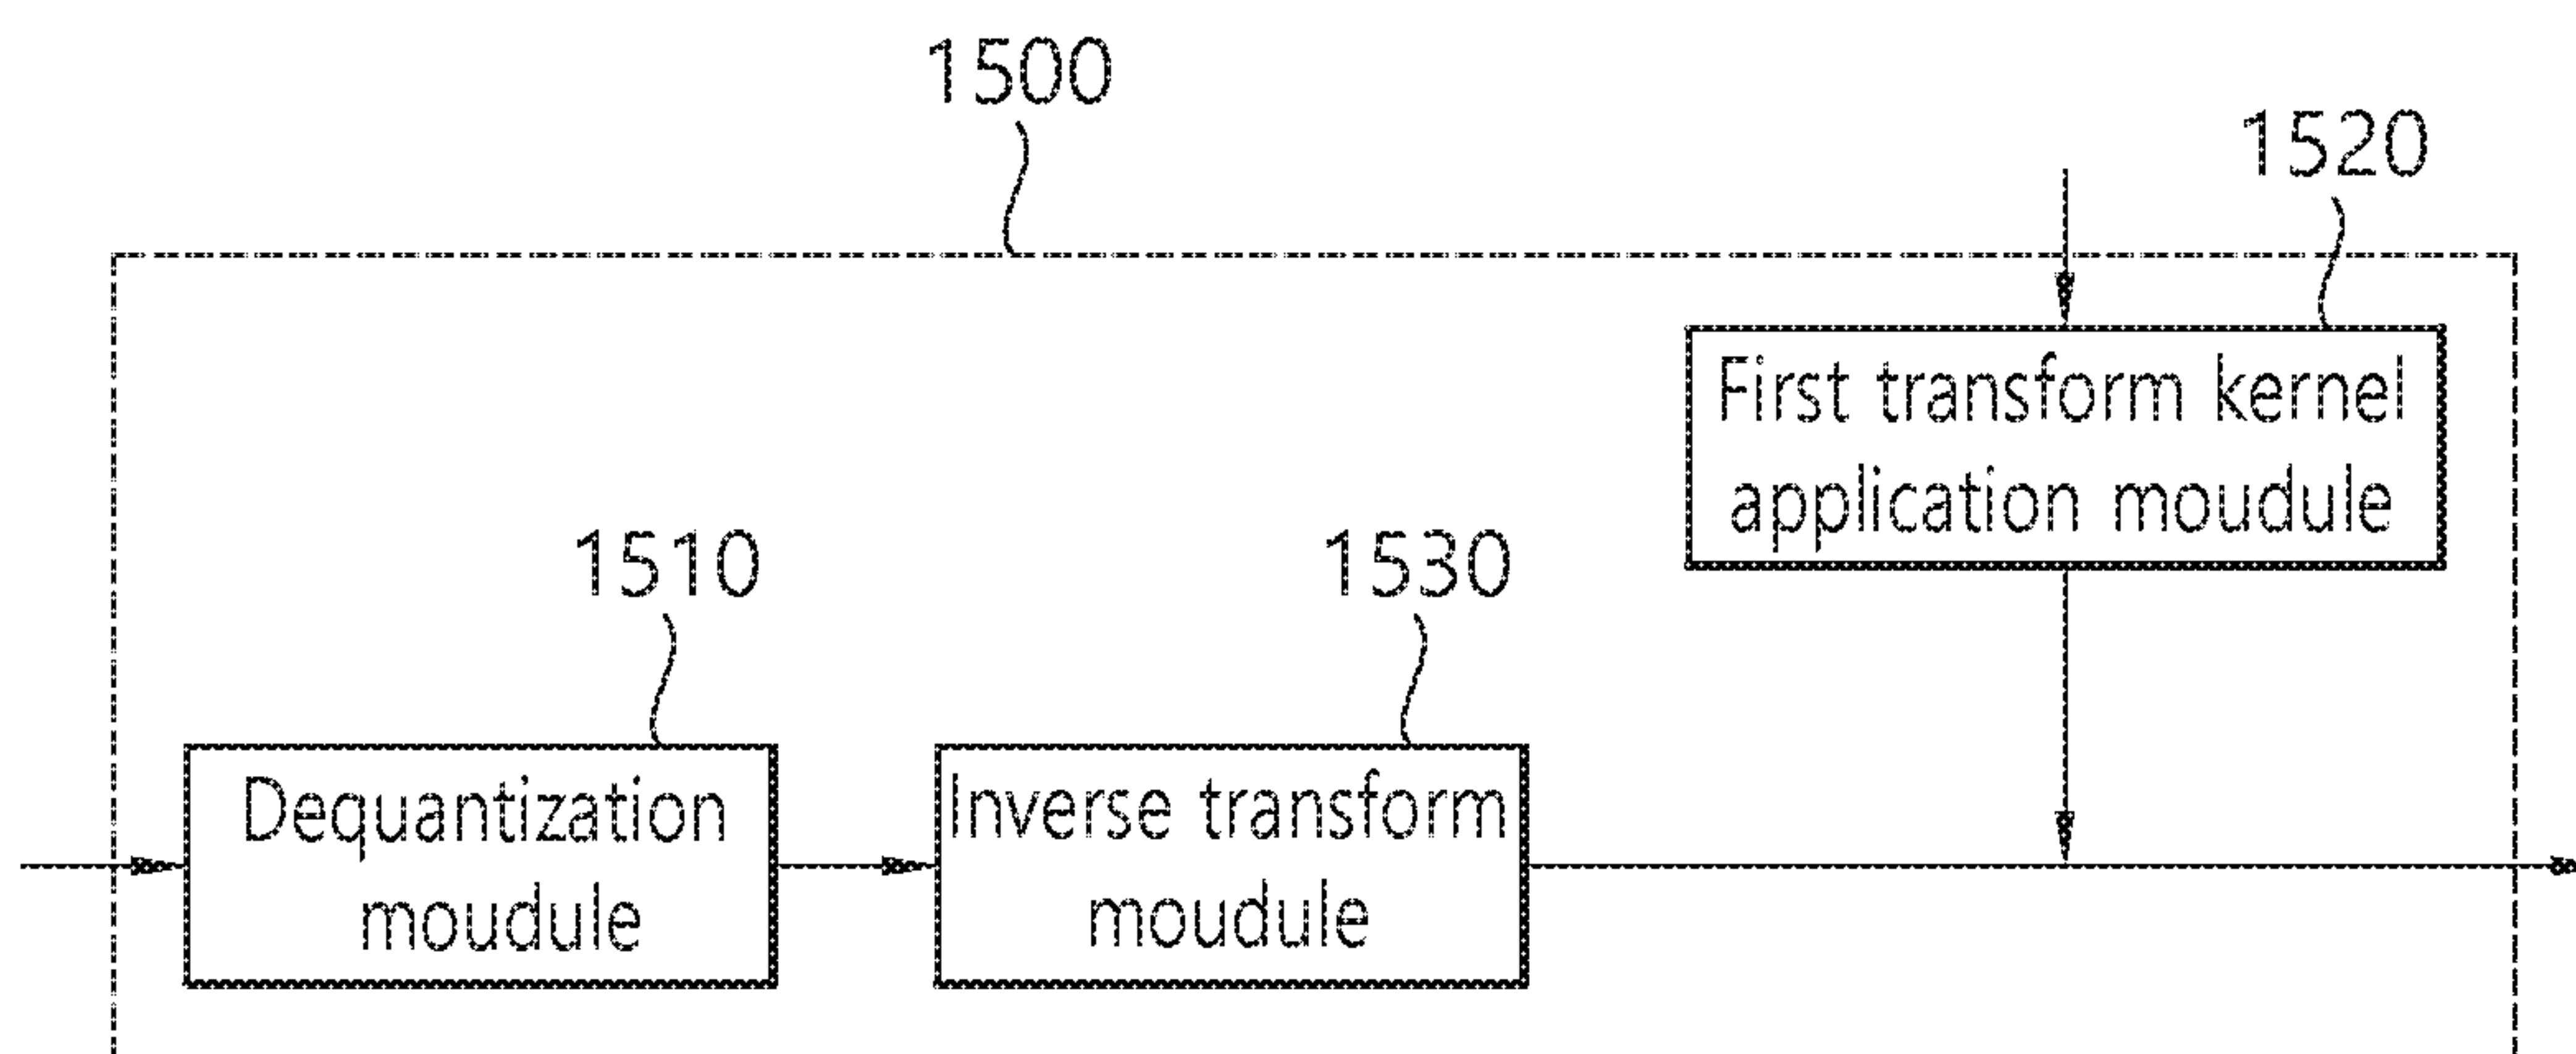 1500
1520
First transform kernel
application moudule
1510
1530
Dequantization
moudule
Inverse transform
moudule